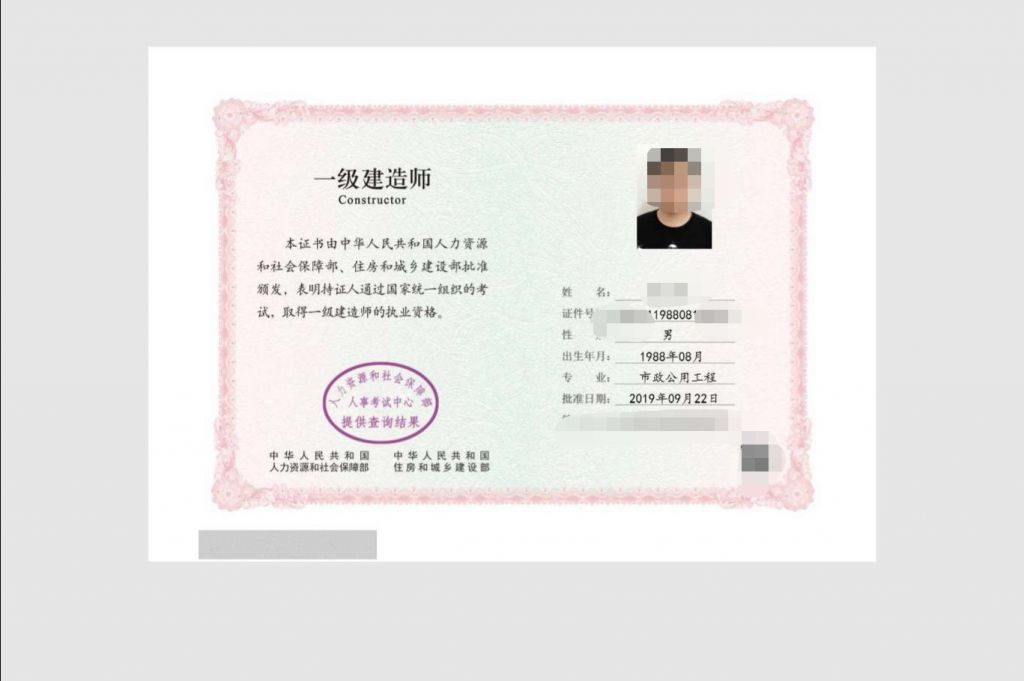 一级建造师
Constructor
本证书由中华人民共和国人力资源
和社会保障部、住房和城乡建设部批准
颁发，表明持证人通过国家统一组织的考
试，取得一级建造师的执业资格。
人力资源和社会保障部
人事考试中心
提供查询结果
中华人民共和国
人力资源和社会保障部
中华人民共和国
住房和城乡建设部
姓 名：
证件号 1198808
性 男
出生年月： 1988年08月
专 业： 市政公用工程
批准日期： 2019年09月22日